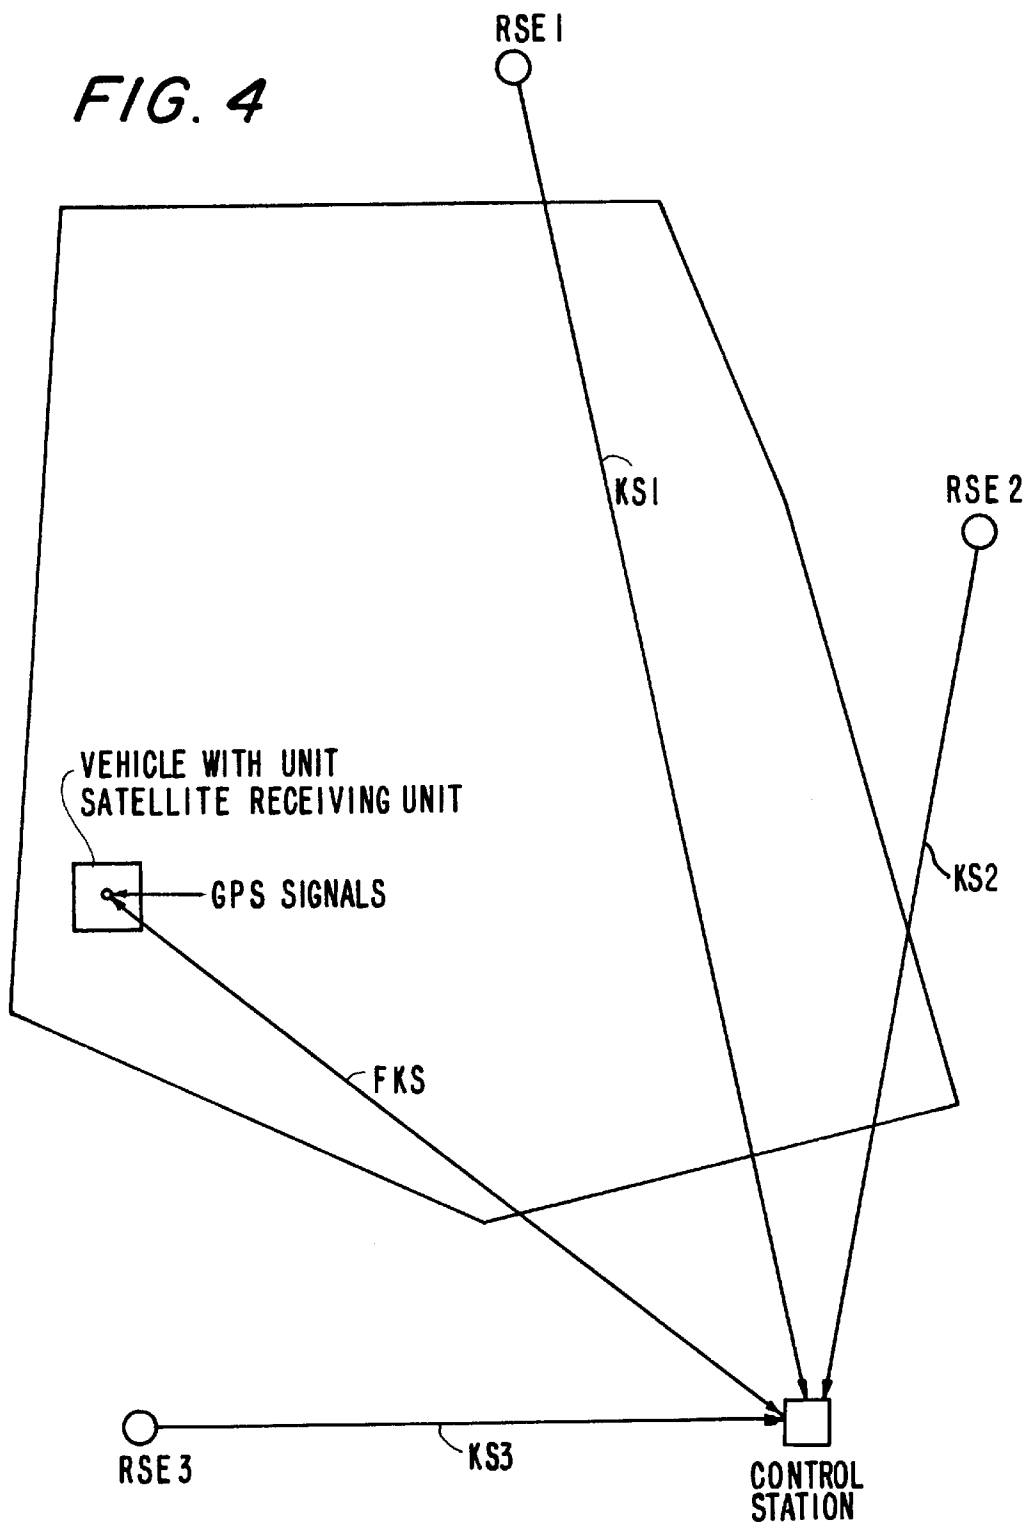 RSE 1
FIG. 4
KS1
RSE 2
VEHICLE WITH UNIT
SATELLITE RECEIVING UNIT
GPS SIGNALS
KS2
FKS
RSE 3
KS3
CONTROL
STATION